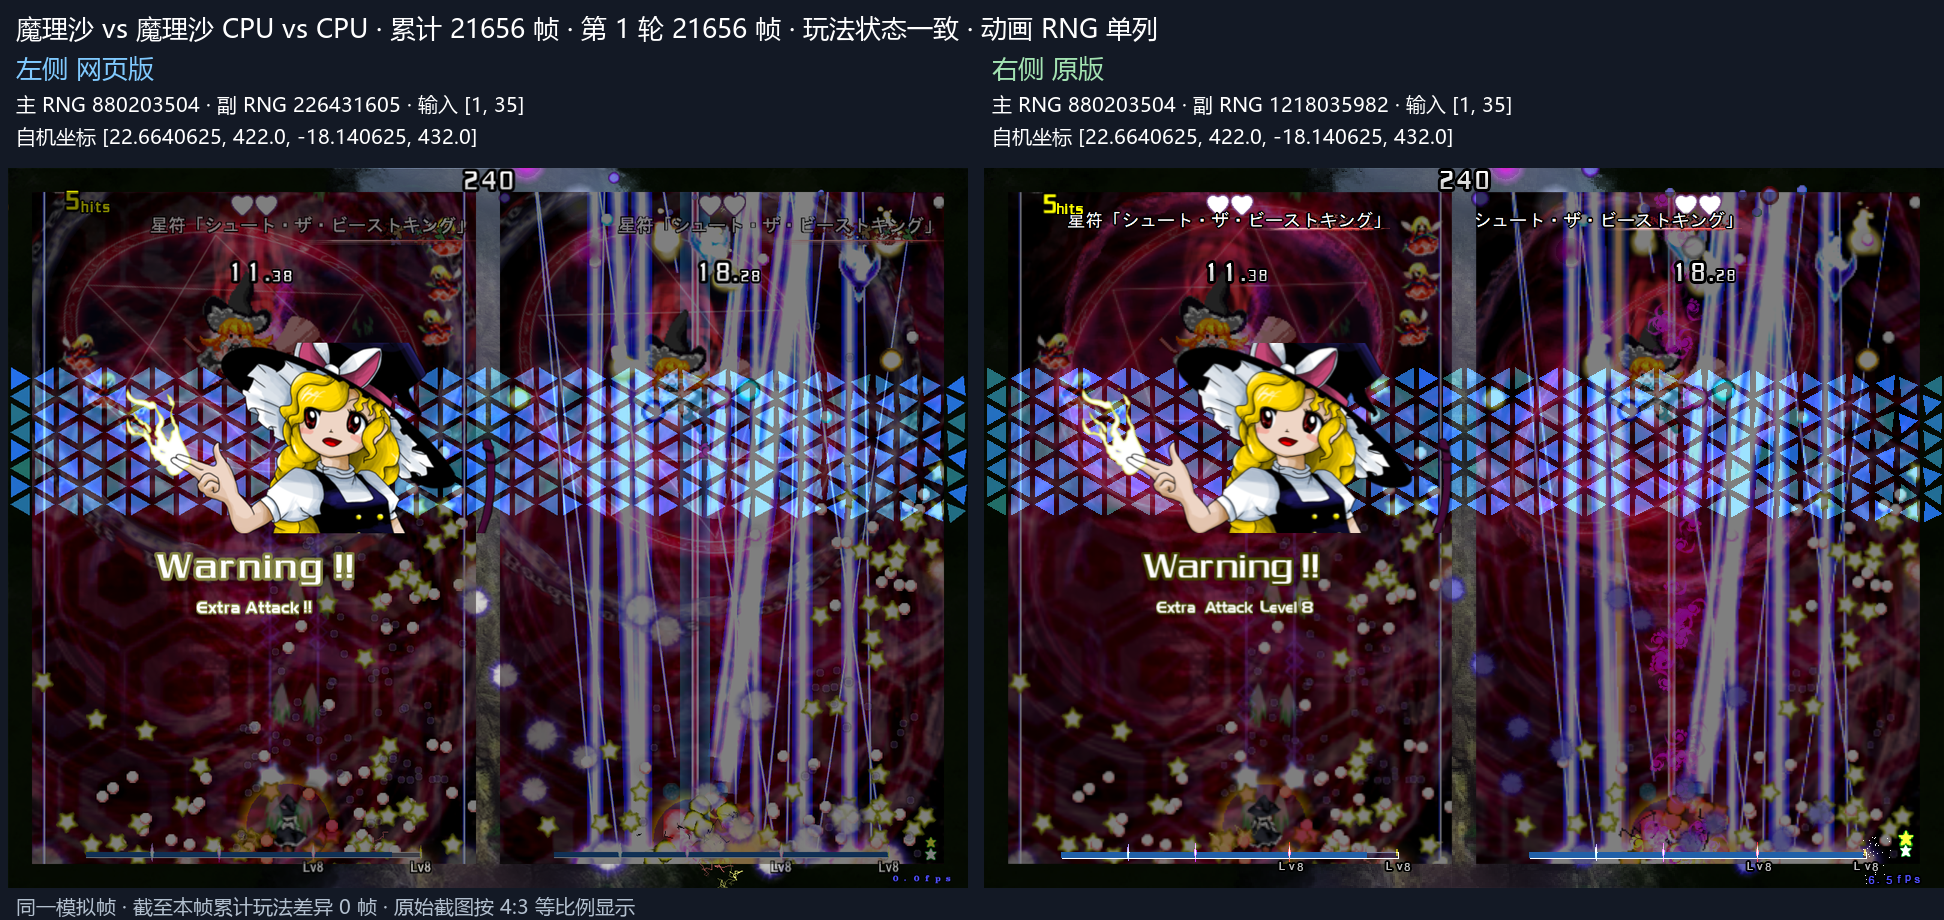 魔理沙 vs 魔理沙 CPU vs CPU · 累计 21656 帧 · 第 1 轮 21656 帧 · 玩法状态一致 · 动画 RNG 单列
左侧 网页版
主 RNG 880203504 · 副 RNG 226431605 · 输入 [1, 35]
自机坐标 [22.6640625, 422.0, -18.140625, 432.0]
右侧 原版
主 RNG 880203504 · 副 RNG 1218035982 · 输入 [1, 35]
自机坐标 [22.6640625, 422.0, -18.140625, 432.0]
240
5hits
星符「シュート・ザ・ビーストキング」
星符「シュート・ザ・ビーストキング」
11.38
18.28
Warning !!
Extra Attack !!
Lv8
Lv8
Lv8
Lv8
0.0fps
240
5hits
星符「シュート・ザ・ビーストキング」
シュート・ザ・ビーストキング」
11.38
18.28
Warning !!
Extra Attack Level 8
Lv8
Lv8
Lv8
Lv8
6.5fps
同一模拟帧 · 截至本帧累计玩法差异 0 帧 · 原始截图按 4:3 等比例显示